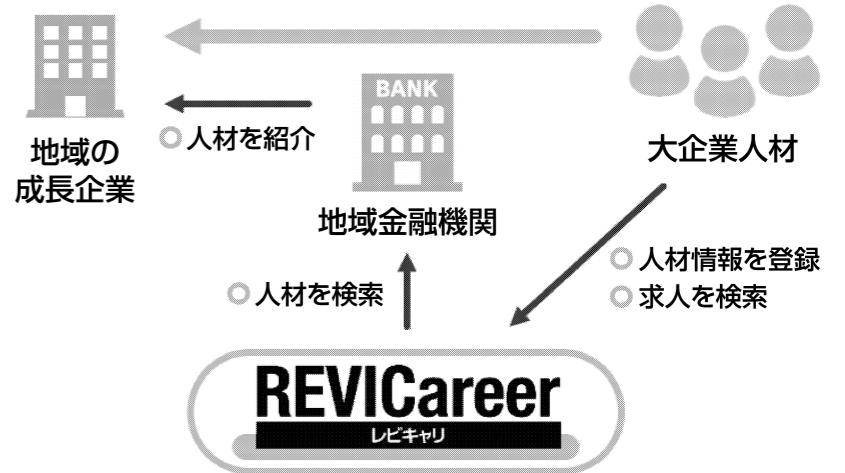 BANK
○人材を紹介
地域の
成長企業
大企業人材
地域金融機関
○人材情報を登録
○人材を検索
○求人を検索
REVICareer
レビキャリ